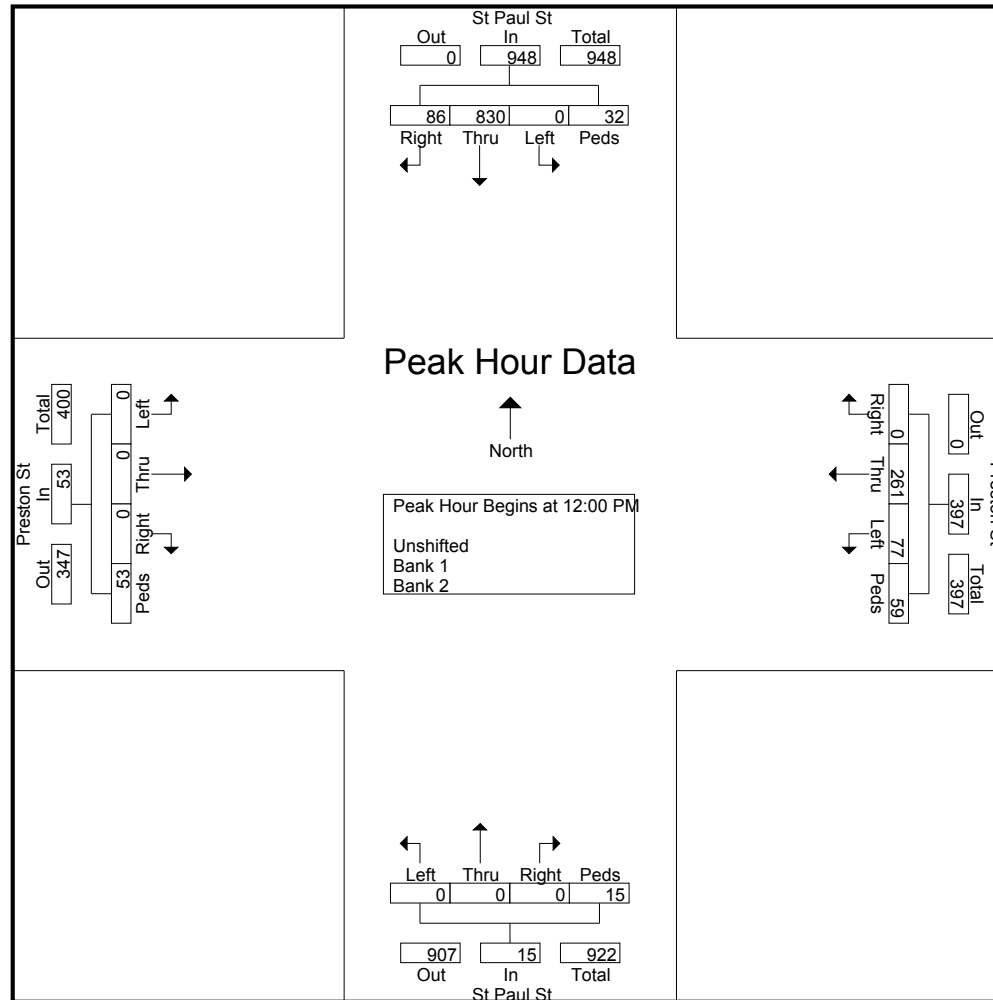 St Paul St
Out In Total
0 948 948
86 830 0 32
Right Thru Left Peds
Peak Hour Data
North
Peak Hour Begins at 12:00 PM
Unshifted
Bank 1
Bank 2
Preston St
Total In Out
400 53 347
0 0 0 53
Left Thru Right Peds
Right Thru Left Peds
0 261 77 59
0 397 397
Out In Total
Left Thru Right Peds
0 0 0 15
907 15 922
Out In Total
St Paul St